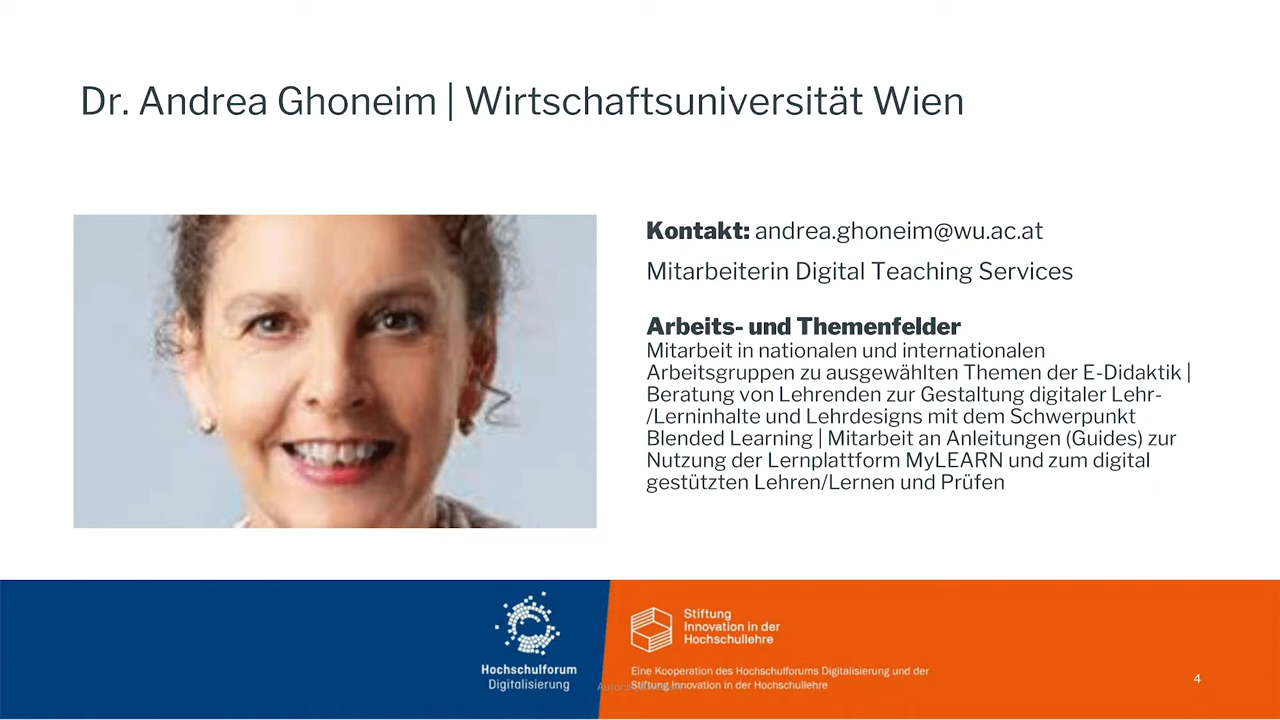 Dr. Andrea Ghoneim | Wirtschaftsuniversität Wien
Kontakt: andrea.ghoneim@wu.ac.at
Mitarbeiterin Digital Teaching Services
Arbeits- und Themenfelder
Mitarbeit in nationalen und internationalen
Arbeitsgruppen zu ausgewählten Themen der E-Didaktik |
Beratung von Lehrenden zur Gestaltung digitaler Lehr-
/Lerninhalte und Lehrdesigns mit dem Schwerpunkt
Blended Learning | Mitarbeit an Anleitungen (Guides) zur
Nutzung der Lernplattform MyLEARN und zum digital
gestützten Lehren/Lernen und Prüfen
Hochschulforum
Digitalisierung
Stiftung
Innovation in der
Hochschullehre
Eine Kooperation des Hochschulforums Digitalisierung und der
Stiftung Innovation in der Hochschullehre
4